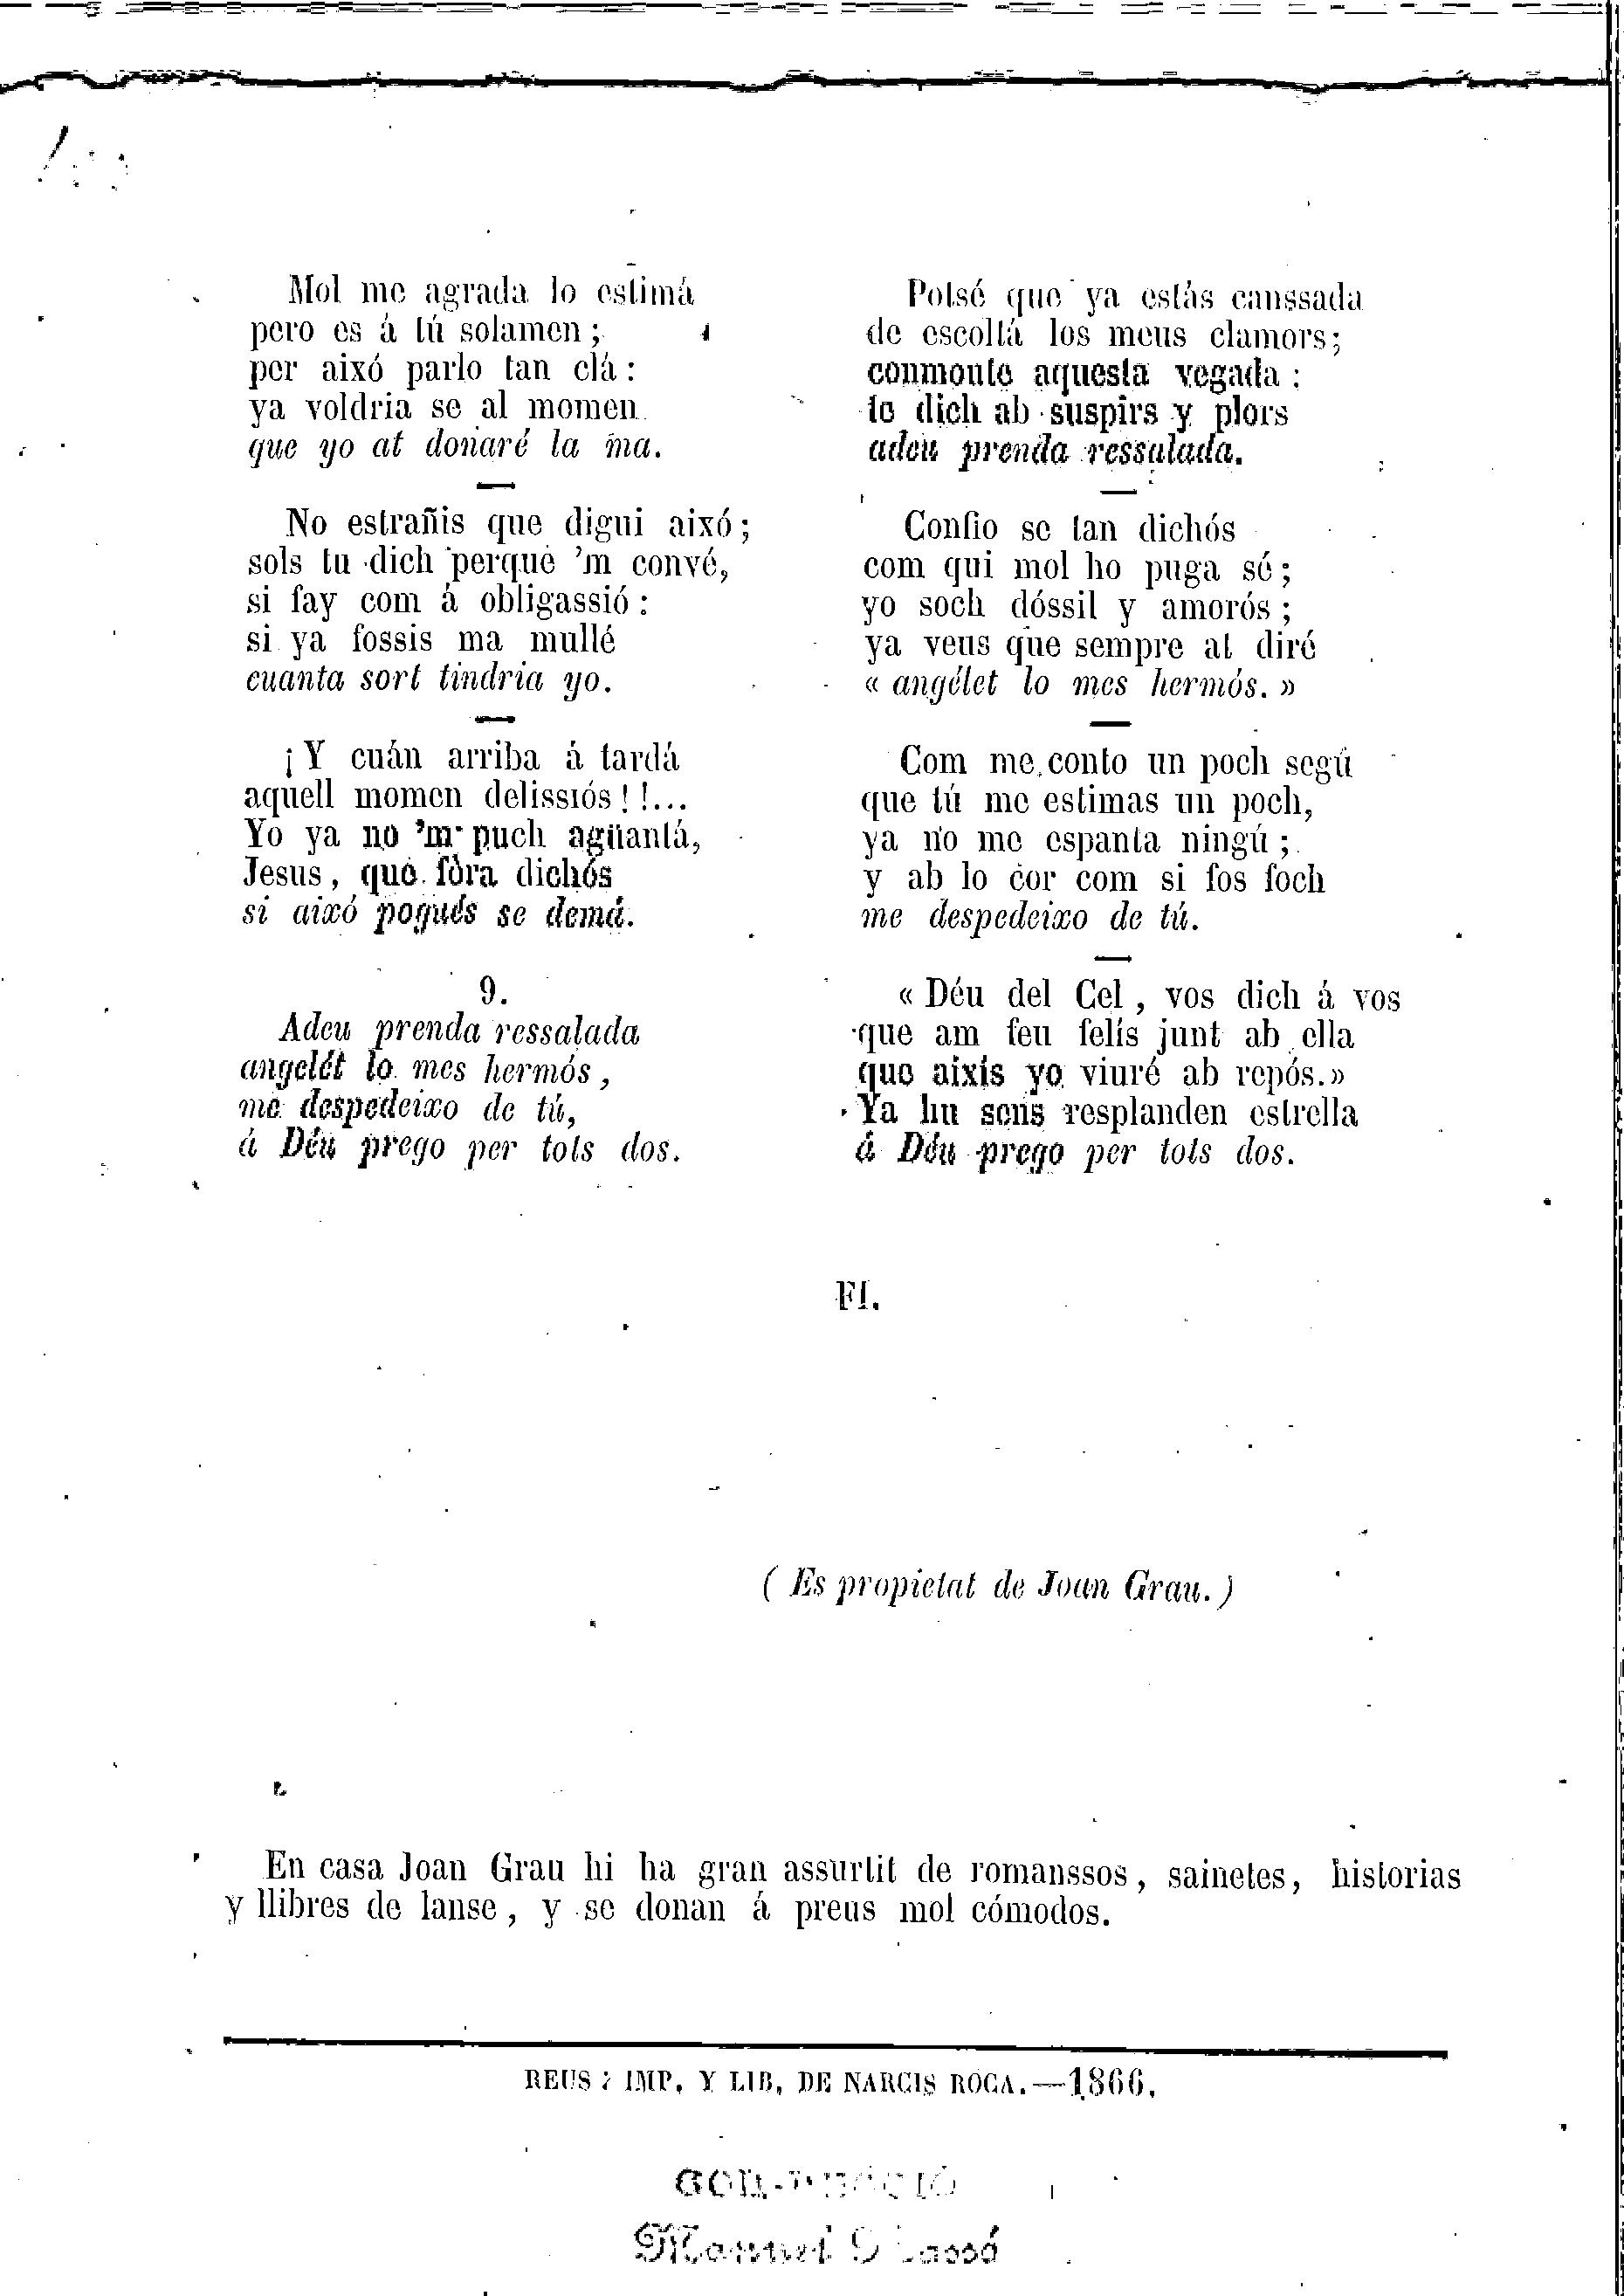 Mol me agrada lo estimá
pero es á tú solamen;
per aixó parlo tan clá:
ya voldria se al momen
que yo at donaré la ma.
No estrañis que digui aixó;
sols tu dich perque 'm convé,
si fay com á obligassió:
si ya fossis ma mullé
cuanta sort tindria yo.
¡Y cuán arriba á tardá
aquell momen delissiós!!...
Yo ya no 'm puch agüantá,
Jesus, que fòra dichós
si aixó pogués se demá.
9.
Adeu prenda ressalada
angelét lo mes hermós,
me despedeixo de tú,
á Déu prego per tots dos.
Potsé que ya estás canssada
de escoltá los meus clamors;
conmoute aquesta vegada:
te dich ab suspirs y plors
adeu prenda ressalada.
Confio se tan dichós
com qui mol ho puga sé;
yo soch dóssil y amorós;
ya veus que sempre at diré
« angélet lo mes hermós. »
Com me conto un poch segú
que tú me estimas un poch,
ya no me espanta ningú;
y ab lo cor com si fos foch
me despedeixo de tú.
« Déu del Cel, vos dich á vos
que am feu felís junt ab ella
que aixis yo viuré ab repós.»
Ya hu sens resplanden estrella
á Déu prego per tots dos.
FI.
( Es propietat de Joan Grau. )
En casa Joan Grau hi ha gran assurtit de romanssos, sainetes, historias
y llibres de lanse, y se donan á preus mol cómodos.
REUS: IMP. Y LIB. DE NARCIS ROCA.—1866.